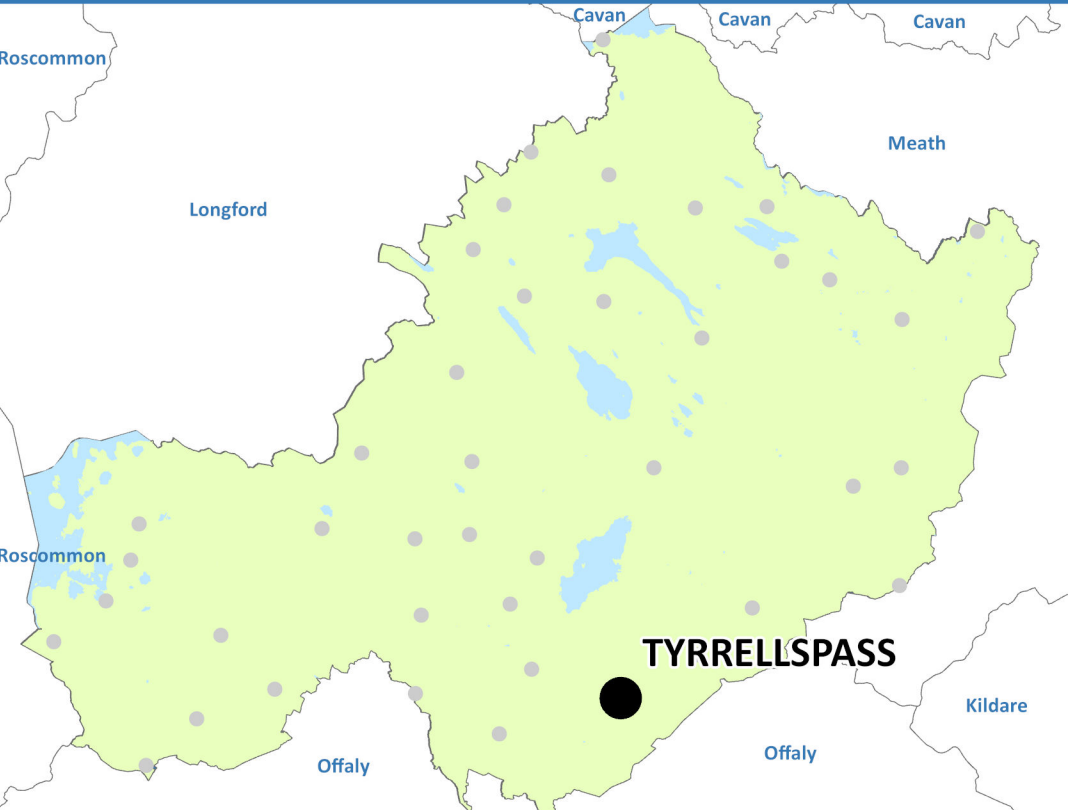 Cavan
Cavan
Cavan
Roscommon
Meath
Longford
Roscommon
TYRRELLSPASS
Kildare
Offaly
Offaly